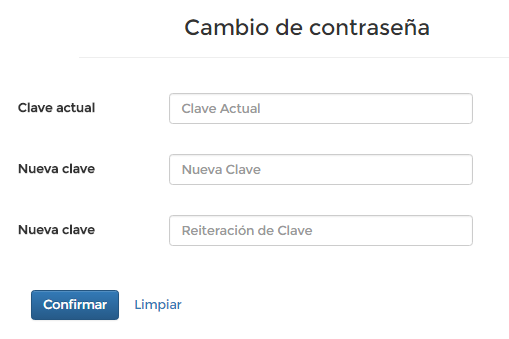 Cambio de contraseña
Clave actual Clave Actual
Nueva clave Nueva Clave
Nueva clave Reiteración de Clave
Confirmar Limpiar